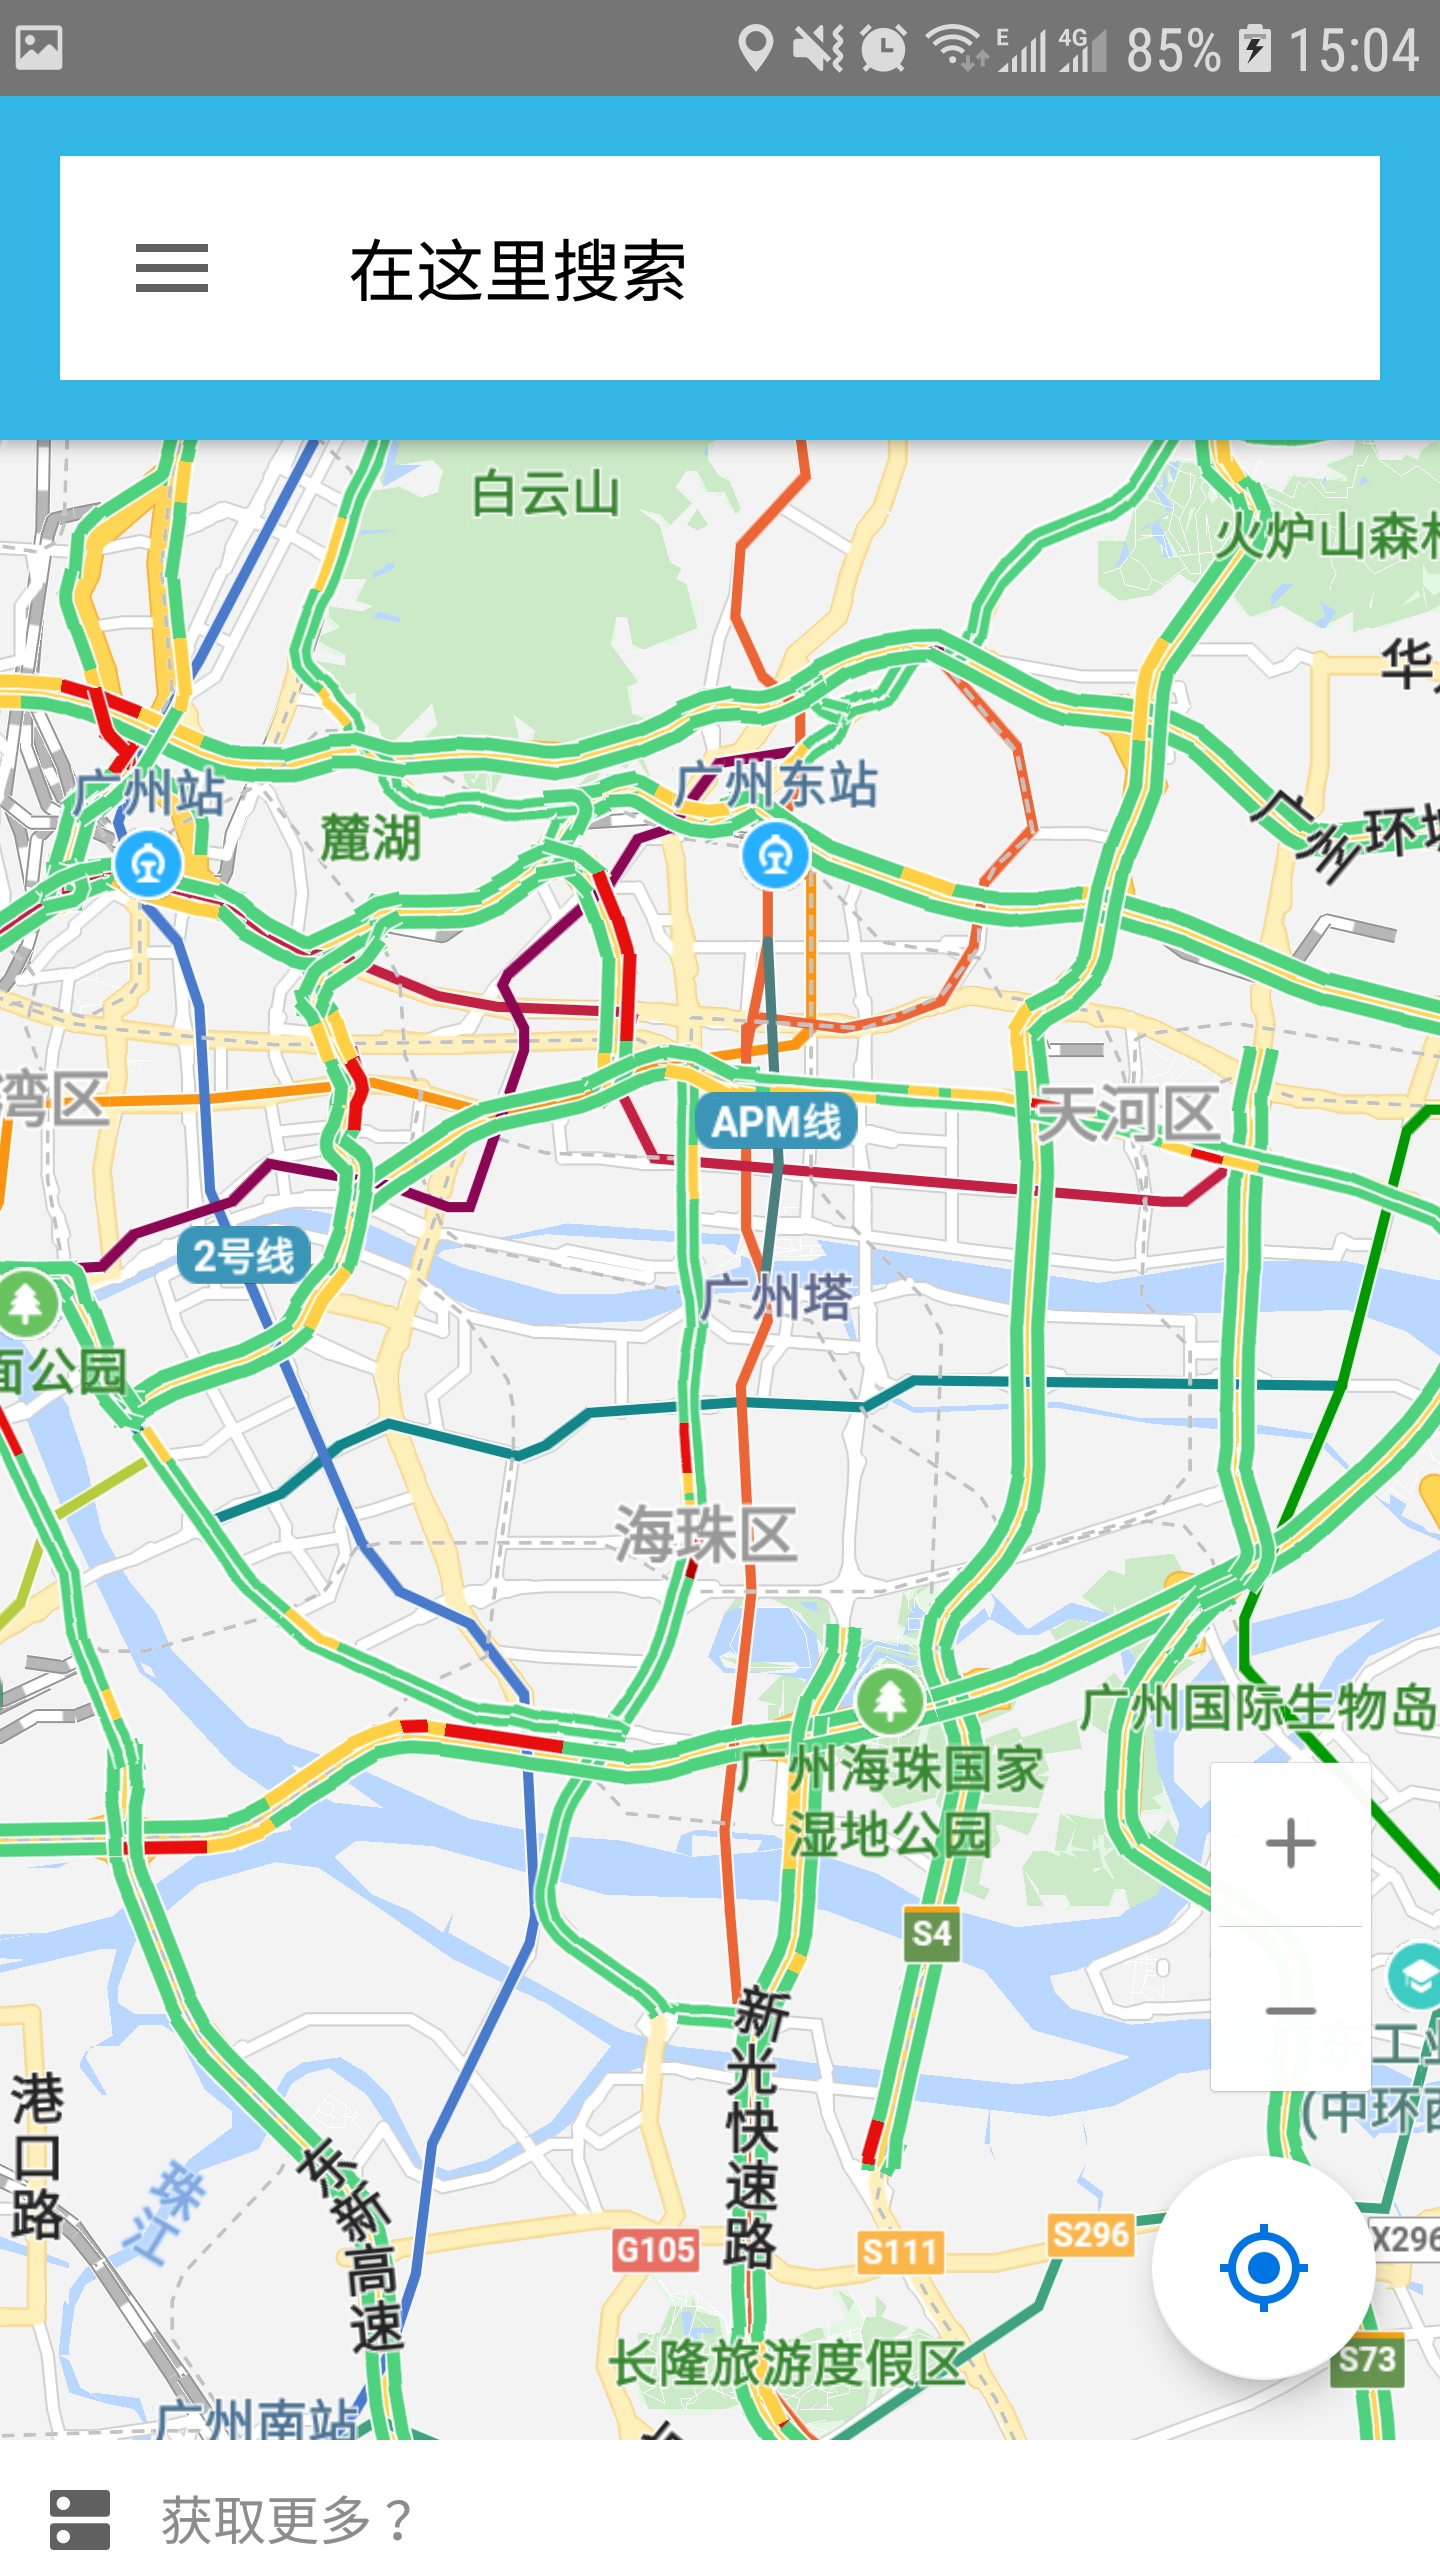 E
4G
85%
15:04
在这里搜索
白云山
火炉山森
华
广州站
广州东站
麓湖
广州环城
湾区
天河区
APM线
2号线
广州塔
面公园
海珠区
广州国际生物岛
广州海珠国家
湿地公园
S4
新光快速路
东工业
(中环西
港口路
珠江
东新高速
G105
S111
S296
X296
长隆旅游度假区
S73
广州南站
获取更多？